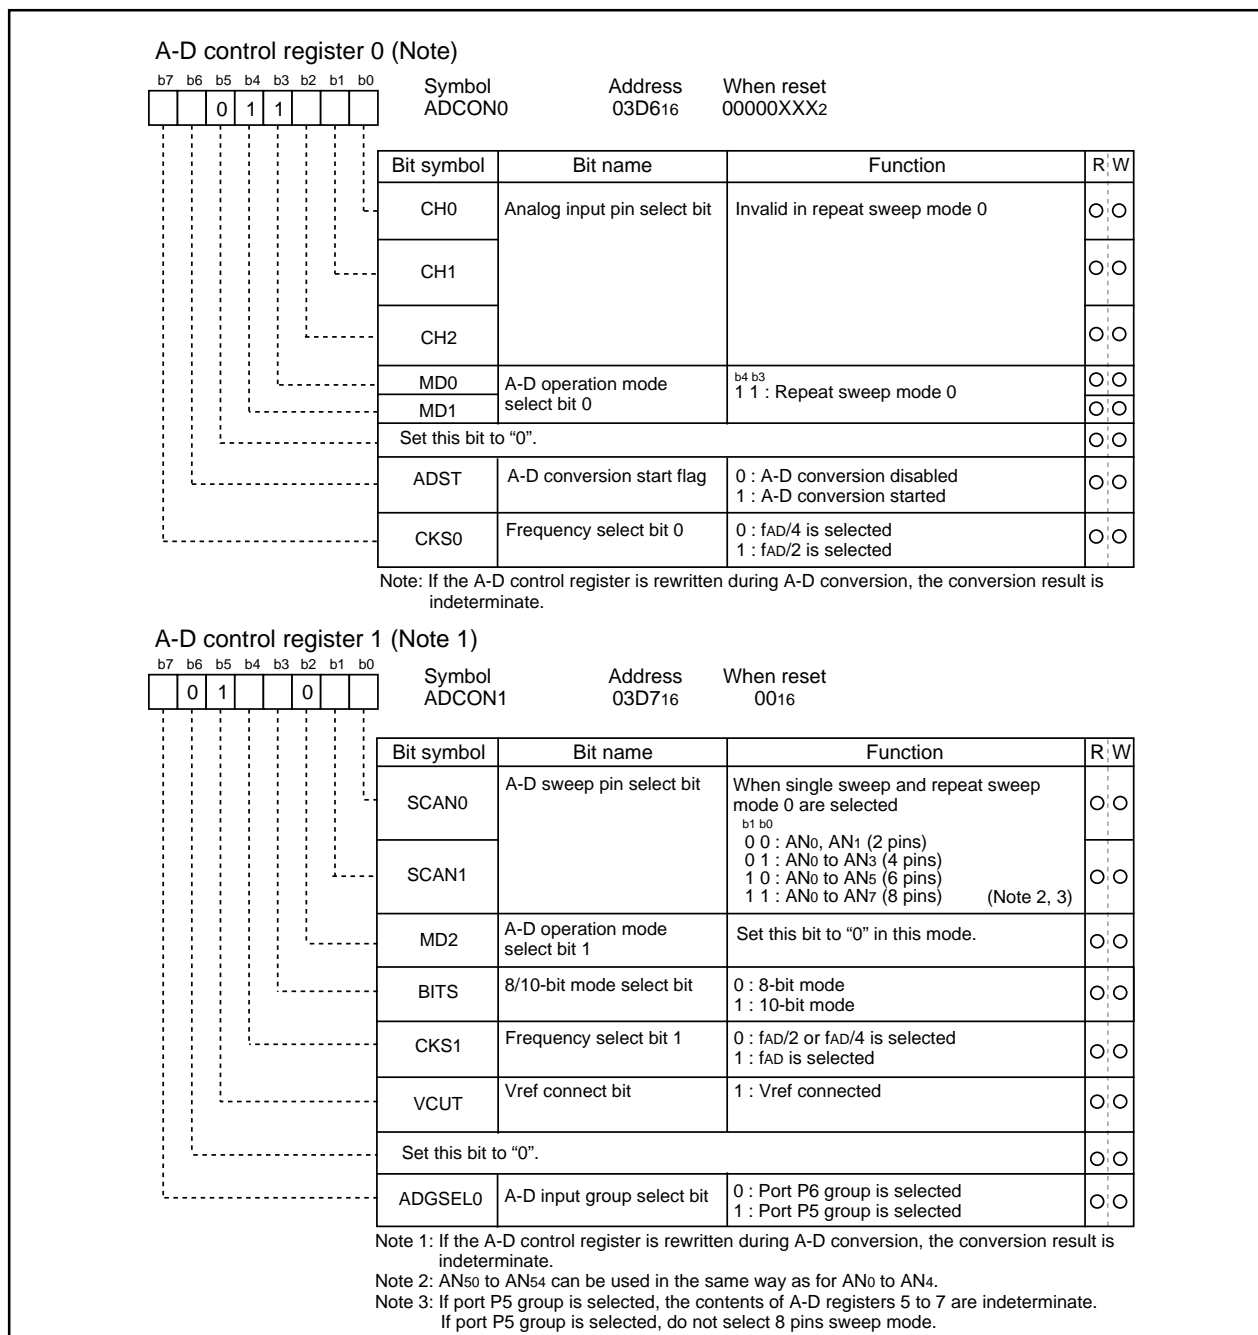 A-D control register 0 (Note)
b7 b6 b5 b4 b3 b2 b1 b0
0 1 1
Symbol Address When reset
ADCON0 03D616 00000XXX2
Bit symbol Bit name Function R W
CH0 Analog input pin select bit Invalid in repeat sweep mode 0
CH1
CH2
MD0 A-D operation mode b4 b3
MD1 select bit 0 1 1 : Repeat sweep mode 0
Set this bit to “0”.
ADST A-D conversion start flag 0 : A-D conversion disabled
1 : A-D conversion started
CKS0 Frequency select bit 0 0 : fAD/4 is selected
1 : fAD/2 is selected
Note: If the A-D control register is rewritten during A-D conversion, the conversion result is
indeterminate.
A-D control register 1 (Note 1)
b7 b6 b5 b4 b3 b2 b1 b0
0 1 0
Symbol Address When reset
ADCON1 03D716 0016
Bit symbol Bit name Function R W
SCAN0 A-D sweep pin select bit When single sweep and repeat sweep
mode 0 are selected
b1 b0
0 0 : AN0, AN1 (2 pins)
0 1 : AN0 to AN3 (4 pins)
SCAN1 1 0 : AN0 to AN5 (6 pins)
1 1 : AN0 to AN7 (8 pins) (Note 2, 3)
MD2 A-D operation mode Set this bit to “0” in this mode.
select bit 1
BITS 8/10-bit mode select bit 0 : 8-bit mode
1 : 10-bit mode
CKS1 Frequency select bit 1 0 : fAD/2 or fAD/4 is selected
1 : fAD is selected
VCUT Vref connect bit 1 : Vref connected
Set this bit to “0”.
ADGSEL0 A-D input group select bit 0 : Port P6 group is selected
1 : Port P5 group is selected
Note 1: If the A-D control register is rewritten during A-D conversion, the conversion result is
indeterminate.
Note 2: AN50 to AN54 can be used in the same way as for AN0 to AN4.
Note 3: If port P5 group is selected, the contents of A-D registers 5 to 7 are indeterminate.
If port P5 group is selected, do not select 8 pins sweep mode.